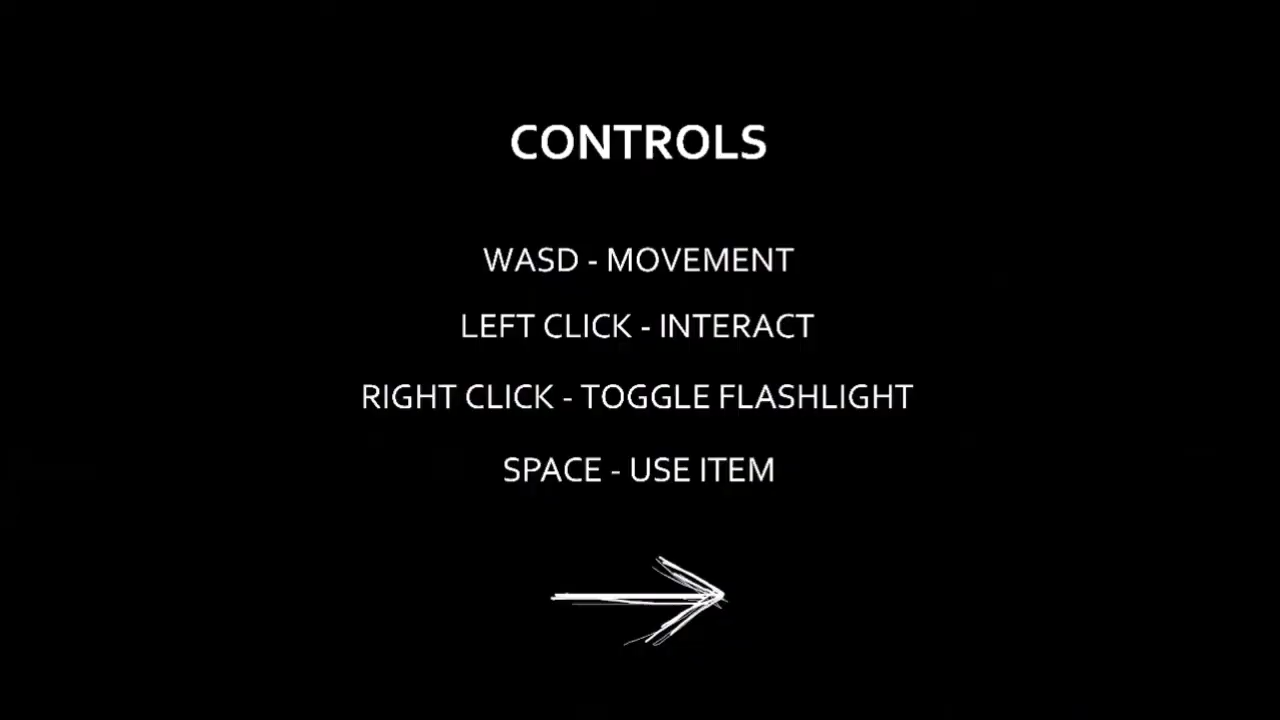 CONTROLS
WASD - MOVEMENT
LEFT CLICK - INTERACT
RIGHT CLICK - TOGGLE FLASHLIGHT
SPACE - USE ITEM